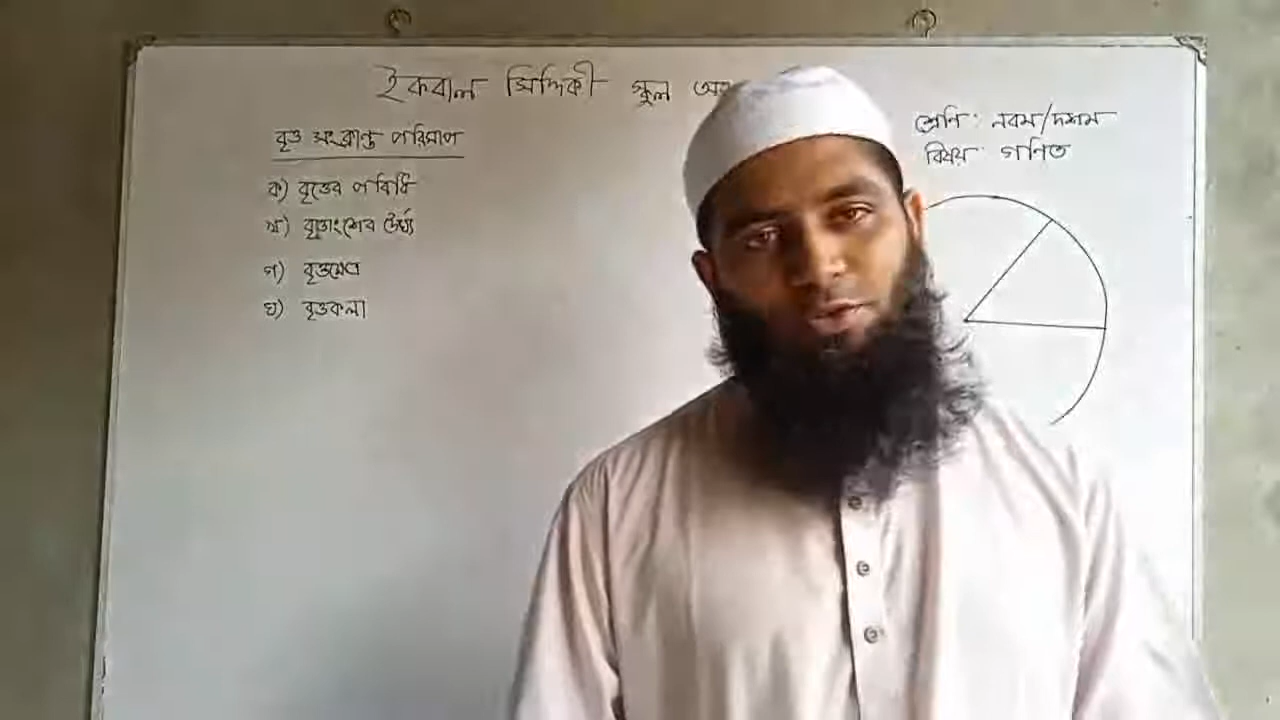 ইকবাল সিদ্দিকী স্কুল অ
বৃত্ত সংক্রান্ত পরিমাপ
ক) বৃত্তের পরিধি
খ) বৃত্তাংশের দৈর্ঘ্য
গ) বৃত্তক্ষেত্র
ঘ) বৃত্তকলা
শ্রেণি: নবম/দশম
বিষয়: গণিত